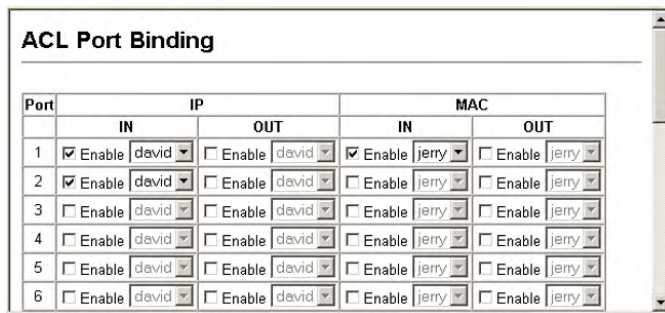 ACL Port Binding
Port IP MAC
IN OUT IN OUT
1 Enable david Enable david Enable jerry Enable jerry
2 Enable david Enable david Enable jerry Enable jerry
3 Enable david Enable david Enable jerry Enable jerry
4 Enable david Enable david Enable jerry Enable jerry
5 Enable david Enable david Enable jerry Enable jerry
6 Enable david Enable david Enable jerry Enable jerry